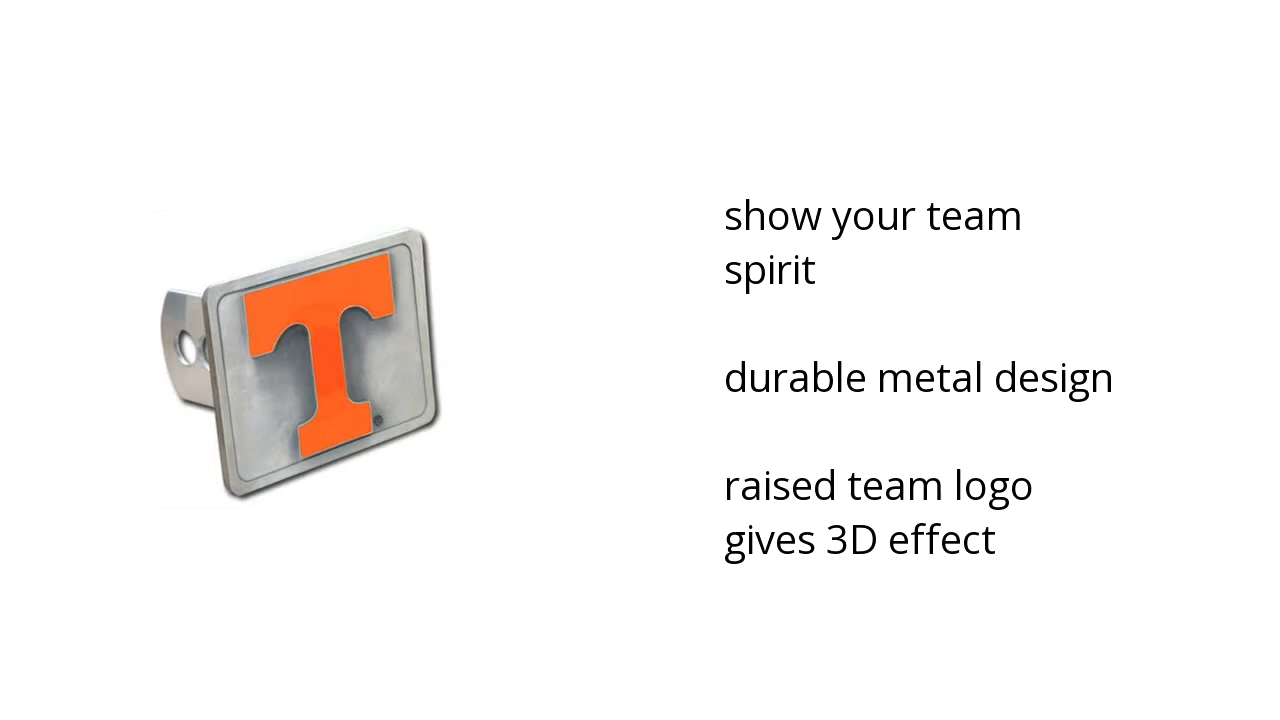 T
show your team
spirit
durable metal design
raised team logo
gives 3D effect